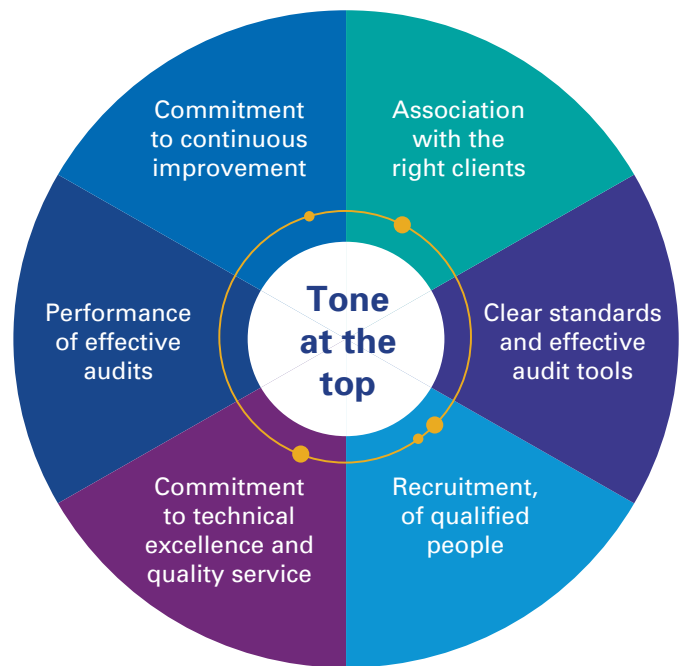 Commitment
to continuous
improvement
Association
with the
right clients
Performance
of effective
audits
Tone
at the
top
Clear standards
and effective
audit tools
Commitment
to technical
excellence and
quality service
Recruitment,
of qualified
people